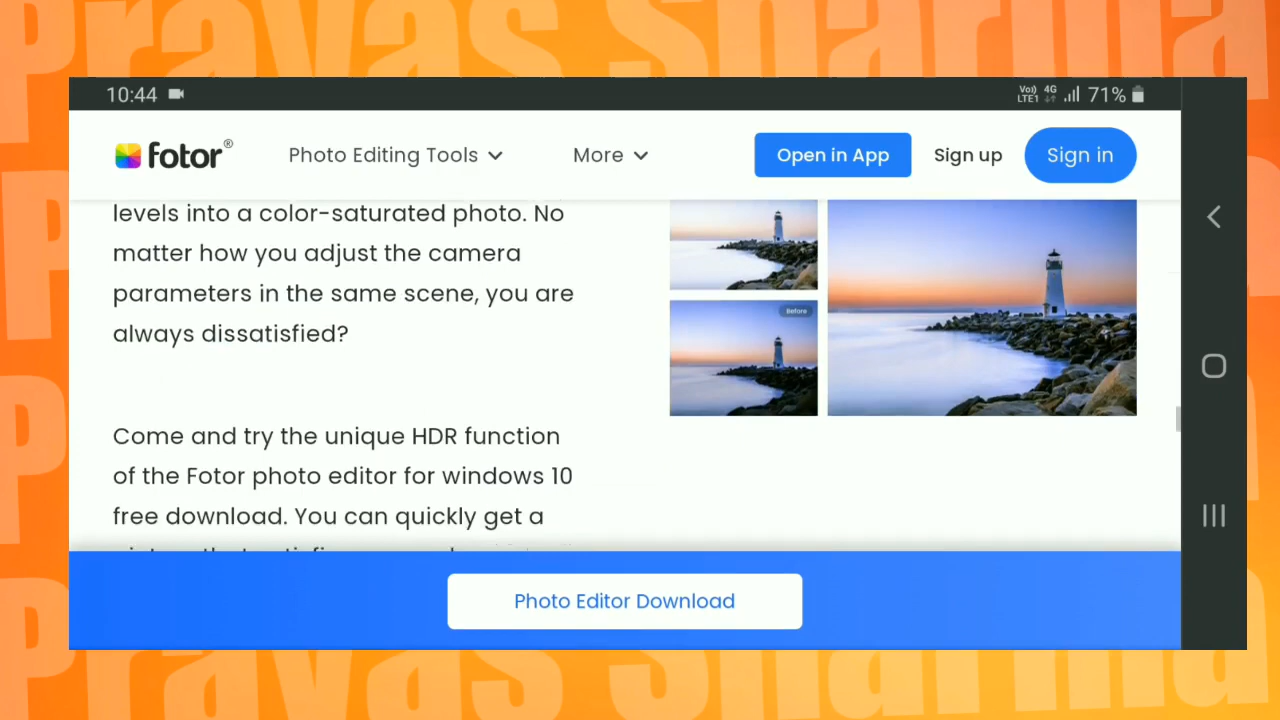 Pravas Sharma
10:44
Vo)) 4G
LTE1
71%
fotor®
Photo Editing Tools
More
Open in App
Sign up
Sign in
levels into a color-saturated photo. No
matter how you adjust the camera
parameters in the same scene, you are
always dissatisfied?
Before
Come and try the unique HDR function
of the Fotor photo editor for windows 10
free download. You can quickly get a
Photo Editor Download
Pravas Sharma